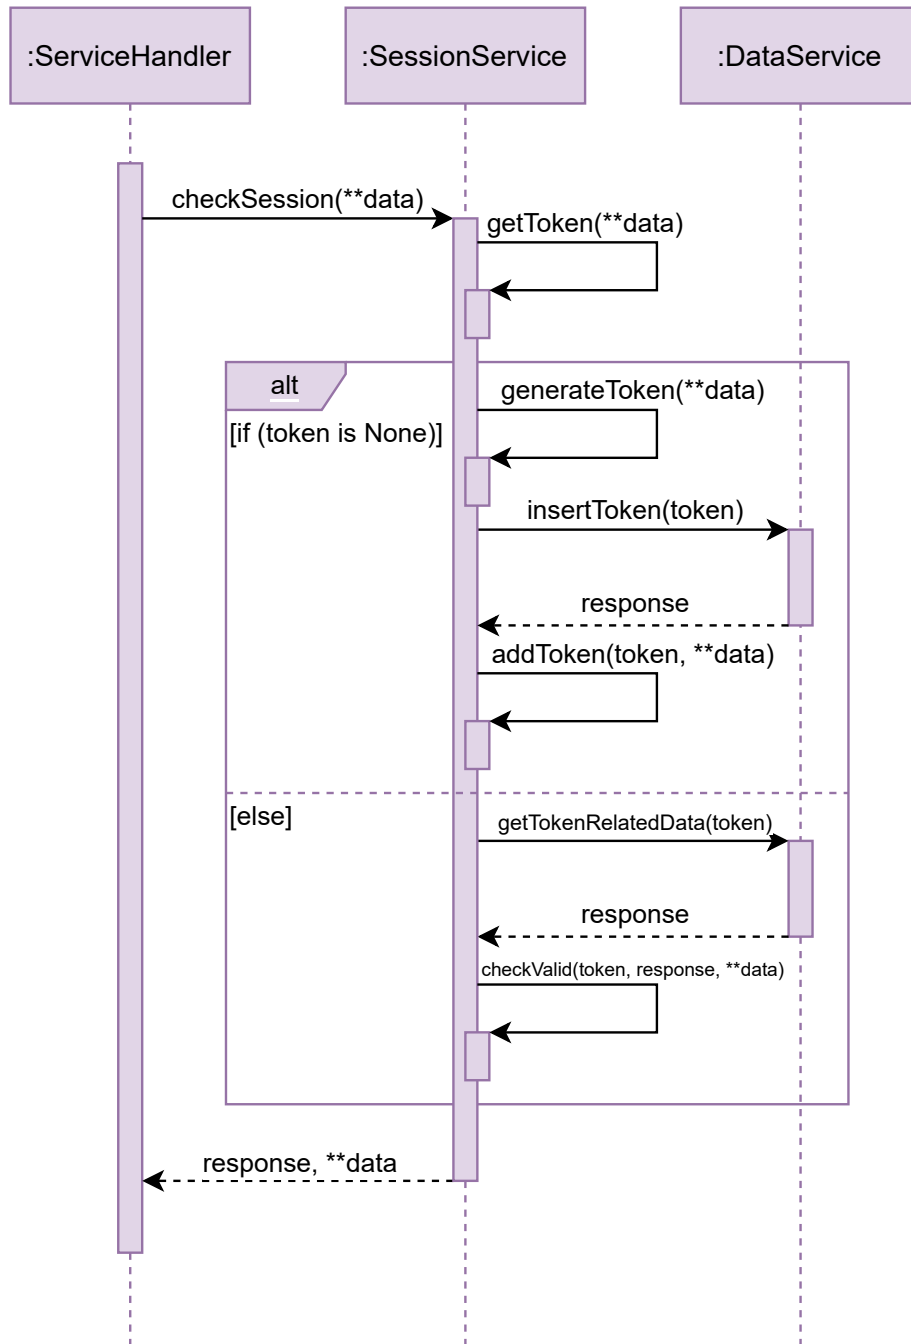 :ServiceHandler
:SessionService
:DataService
checkSession(**data)
getToken(**data)
alt
generateToken(**data)
[if (token is None)]
insertToken(token)
response
addToken(token, **data)
[else]
getTokenRelatedData(token)
response
checkValid(token, response, **data)
response, **data